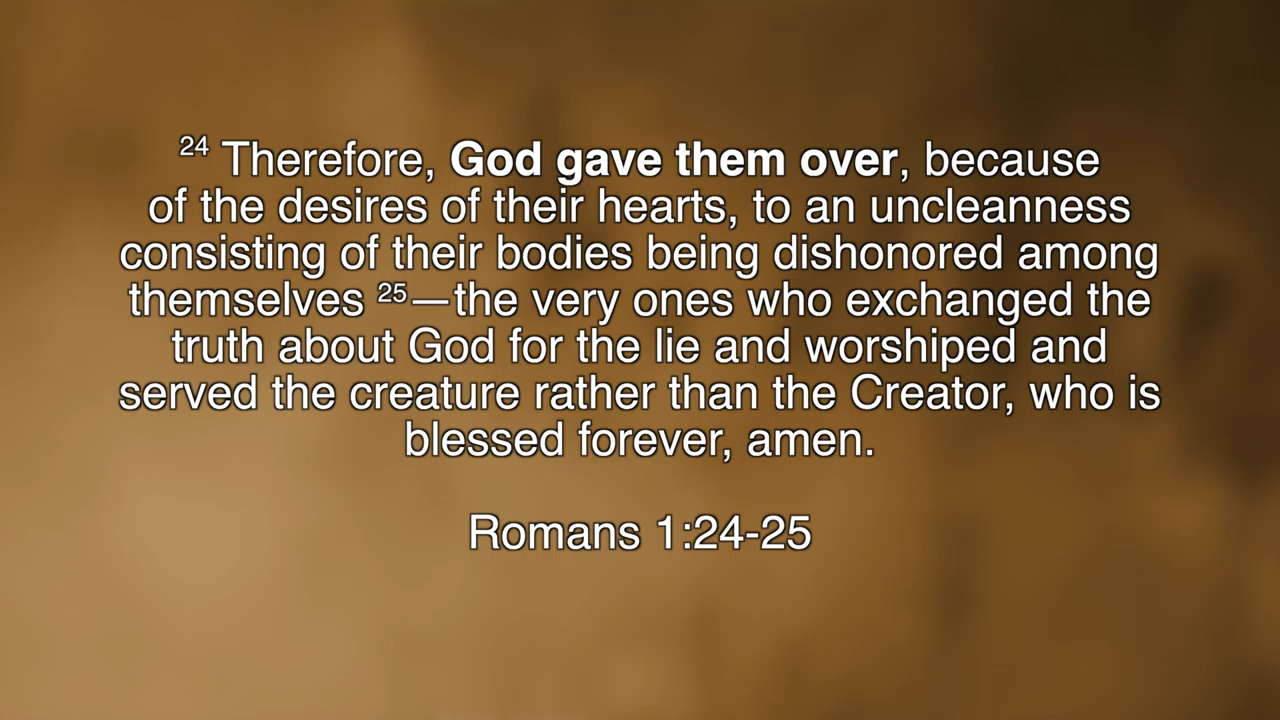 24 Therefore, God gave them over, because
of the desires of their hearts, to an uncleanness
consisting of their bodies being dishonored among
themselves 25—the very ones who exchanged the
truth about God for the lie and worshiped and
served the creature rather than the Creator, who is
blessed forever, amen.
Romans 1:24-25